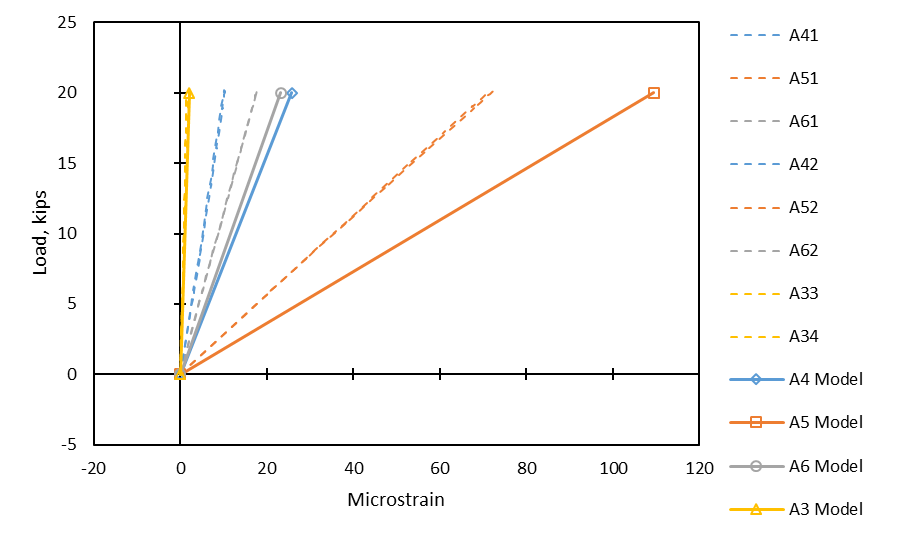 25
20
15
10
5
0
-5
Load, kips
-20 0 20 40 60 80 100 120
Microstrain
A41
A51
A61
A42
A52
A62
A33
A34
A4 Model
A5 Model
A6 Model
A3 Model